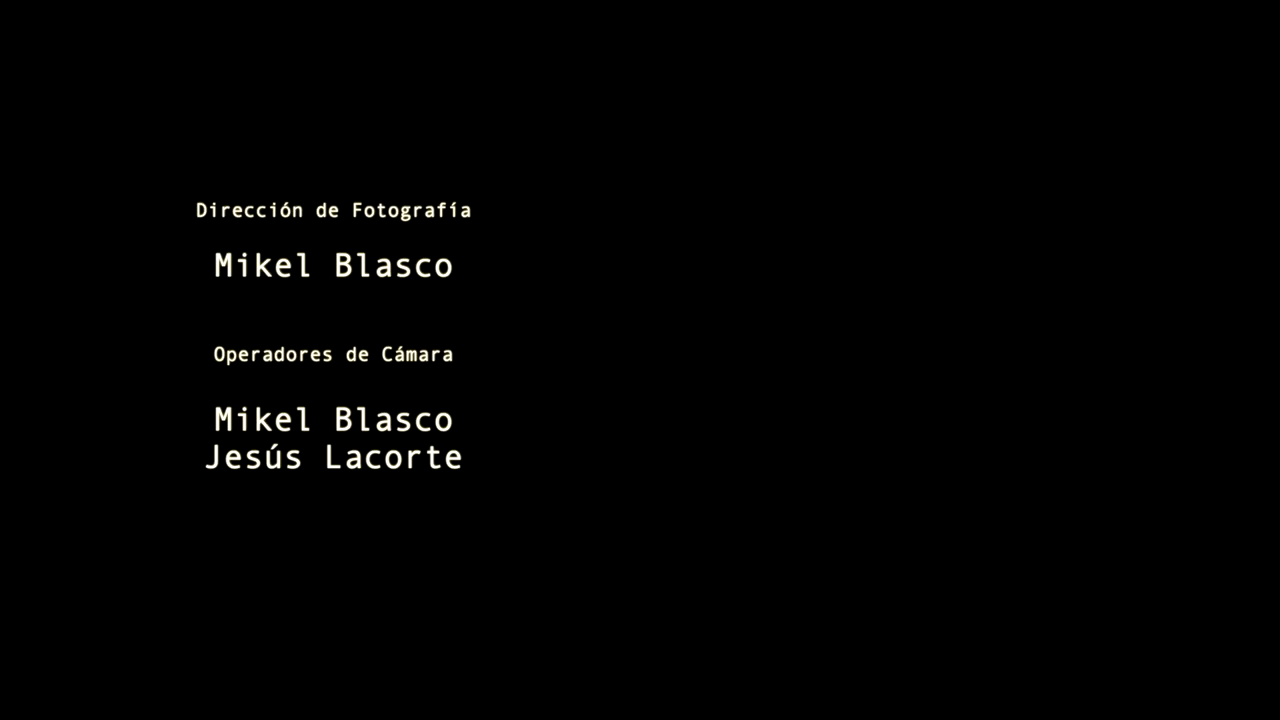 Dirección de Fotografía
Mikel Blasco
Operadores de Cámara
Mikel Blasco
Jesús Lacorte